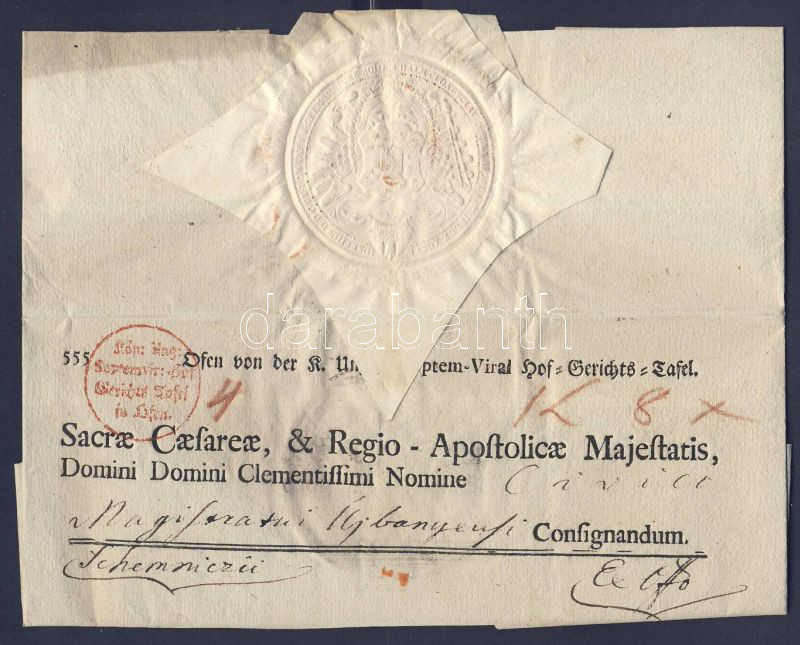 555
Kön: Ung:
Septemvir: Hof
Gerichts Tafel
in Ofen.
Ofen von der K. Un ptem-Viral Hof-Gerichts-Tafel.
4 K 8 x
Sacræ Cæſareæ, & Regio - Apoſtolicæ Majeſtatis,
Domini Domini Clementiſſimi Nomine Civico
Magiſtratui Ujbanyensi Conſignandum.
Schemniczii Ex Offo
darabanth